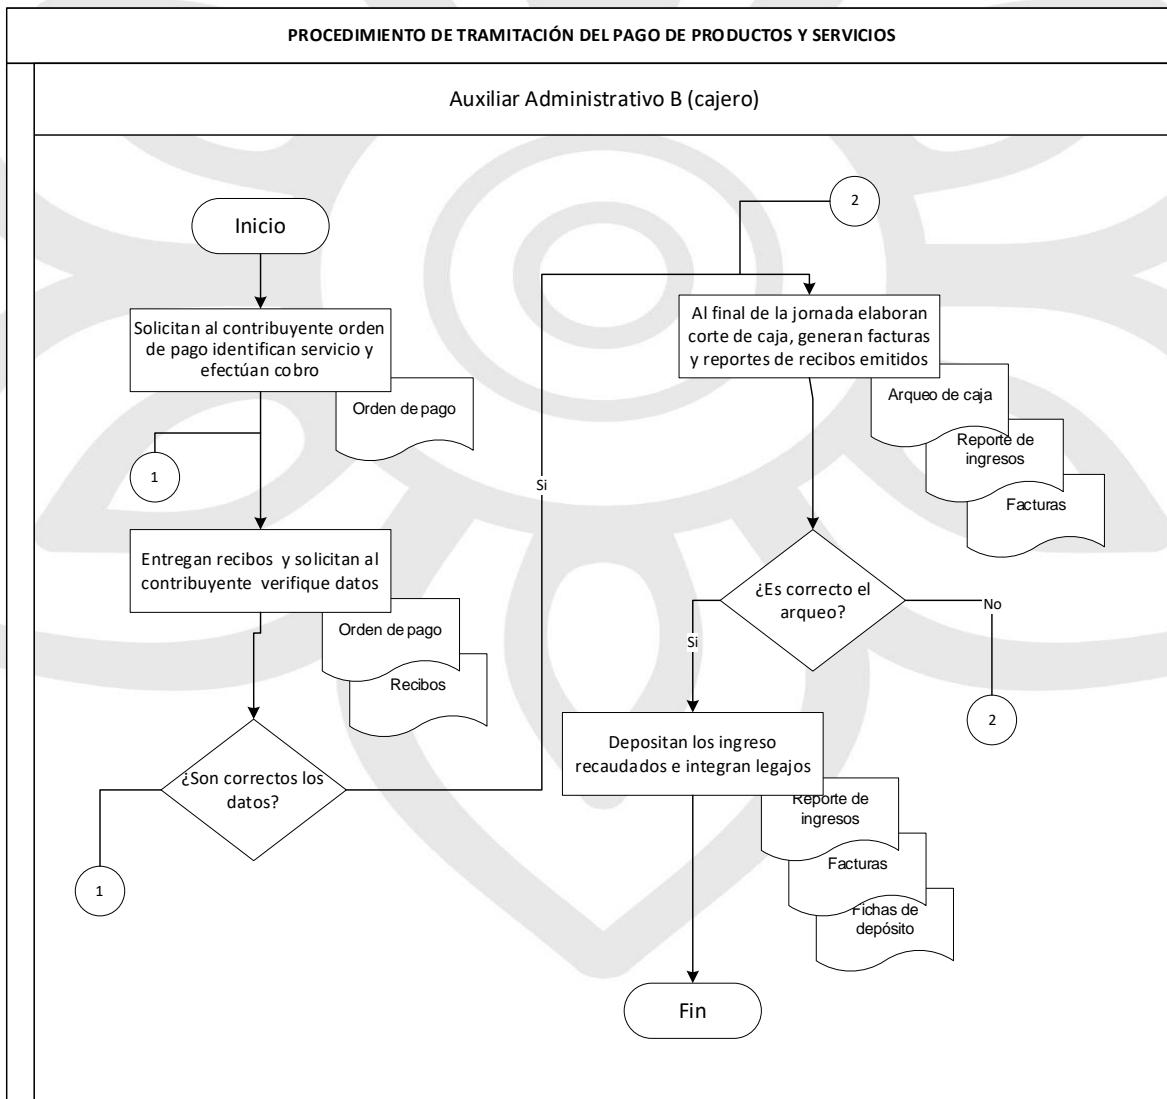 PROCEDIMIENTO DE TRAMITACIÓN DEL PAGO DE PRODUCTOS Y SERVICIOS
Auxiliar Administrativo B (cajero)
Inicio
Solicitan al contribuyente orden
de pago identifican servicio y
efectúan cobro
Orden de pago
1
Entregan recibos y solicitan al
contribuyente verifique datos
Orden de pago
Recibos
¿Son correctos los
datos?
1
Si
2
Al final de la jornada elaboran
corte de caja, generan facturas
y reportes de recibos emitidos
Arqueo de caja
Reporte de
ingresos
Facturas
¿Es correcto el
arqueo?
No
2
Si
Depositan los ingreso
recaudados e integran legajos
Reporte de
ingresos
Facturas
Fichas de
depósito
Fin